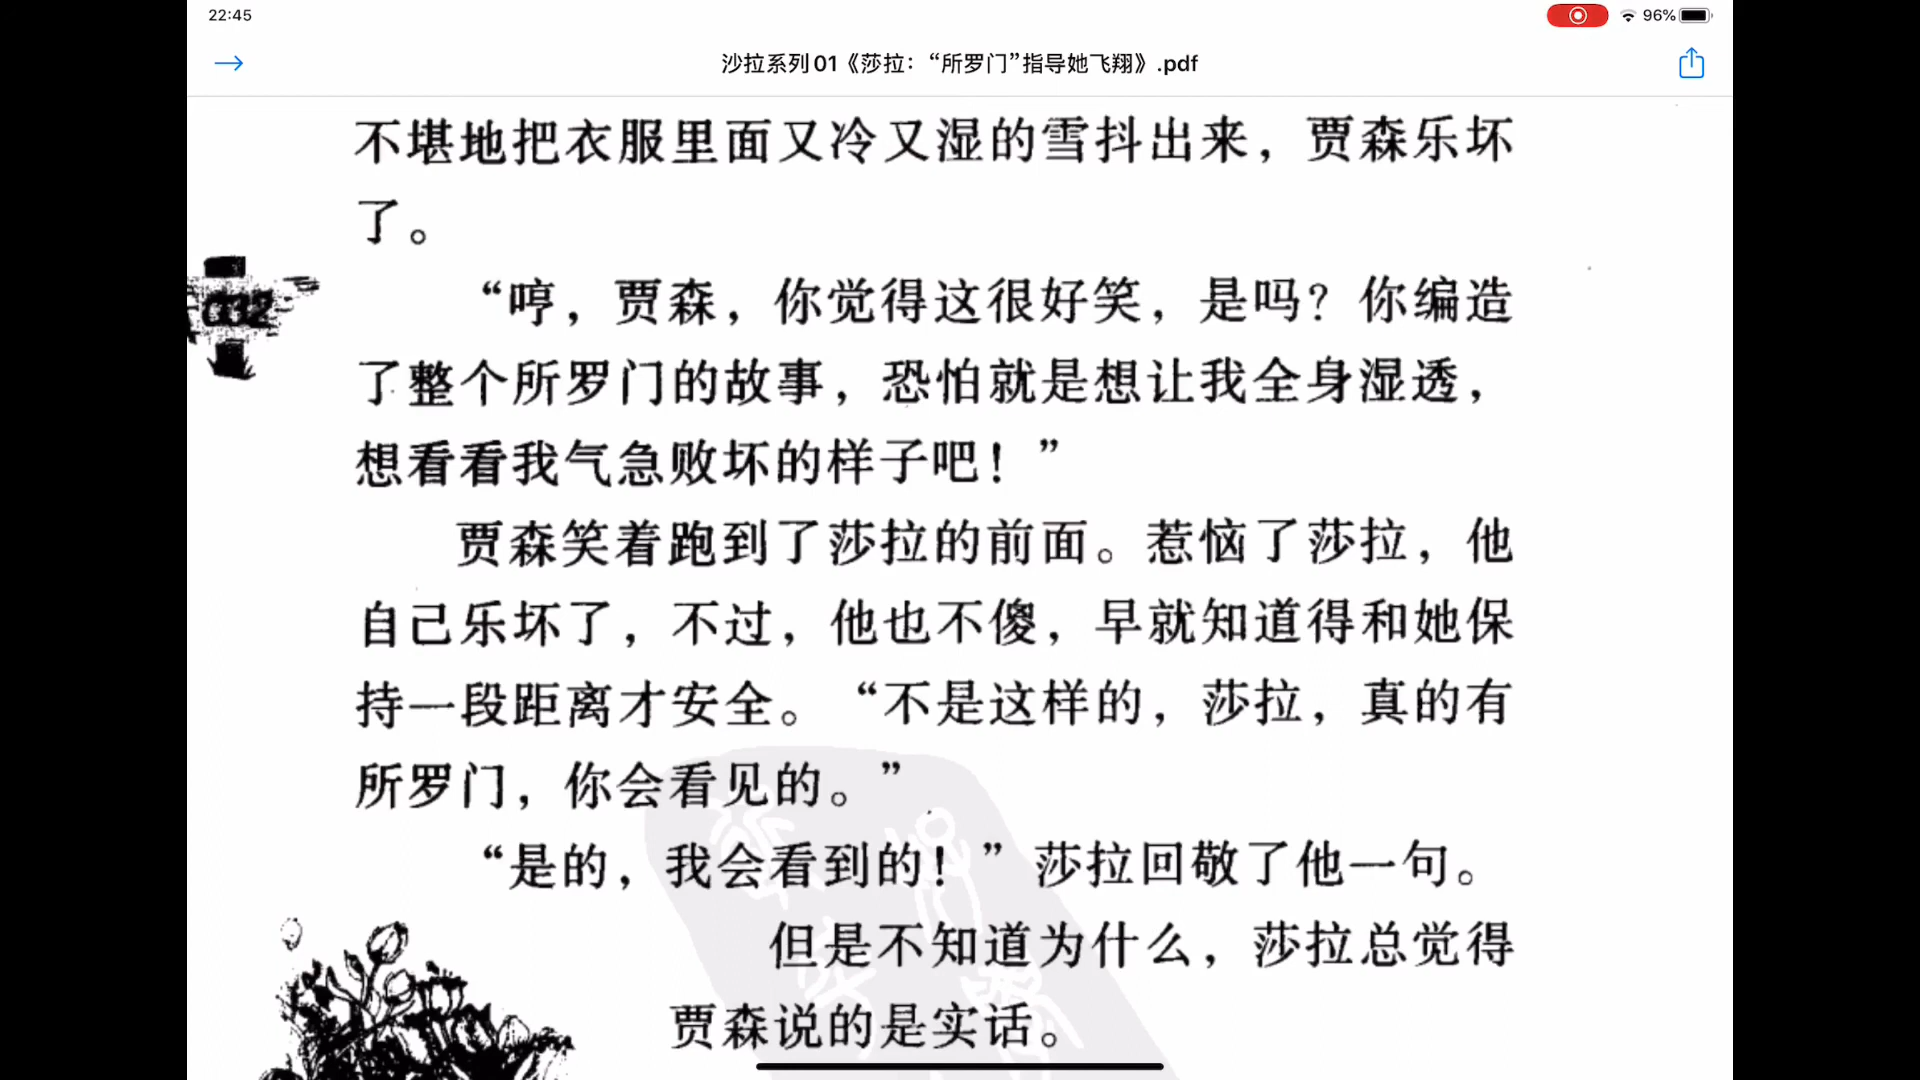 22:45
96%
沙拉系列01《莎拉：“所罗门”指导她飞翔》.pdf
不堪地把衣服里面又冷又湿的雪抖出来，贾森乐坏
了。
“哼，贾森，你觉得这很好笑，是吗？你编造
了整个所罗门的故事，恐怕就是想让我全身湿透，
想看看我气急败坏的样子吧！”
贾森笑着跑到了莎拉的前面。惹恼了莎拉，他
自己乐坏了，不过，他也不傻，早就知道得和她保
持一段距离才安全。“不是这样的，莎拉，真的有
所罗门，你会看见的。”
“是的，我会看到的！”莎拉回敬了他一句。
但是不知道为什么，莎拉总觉得
贾森说的是实话。